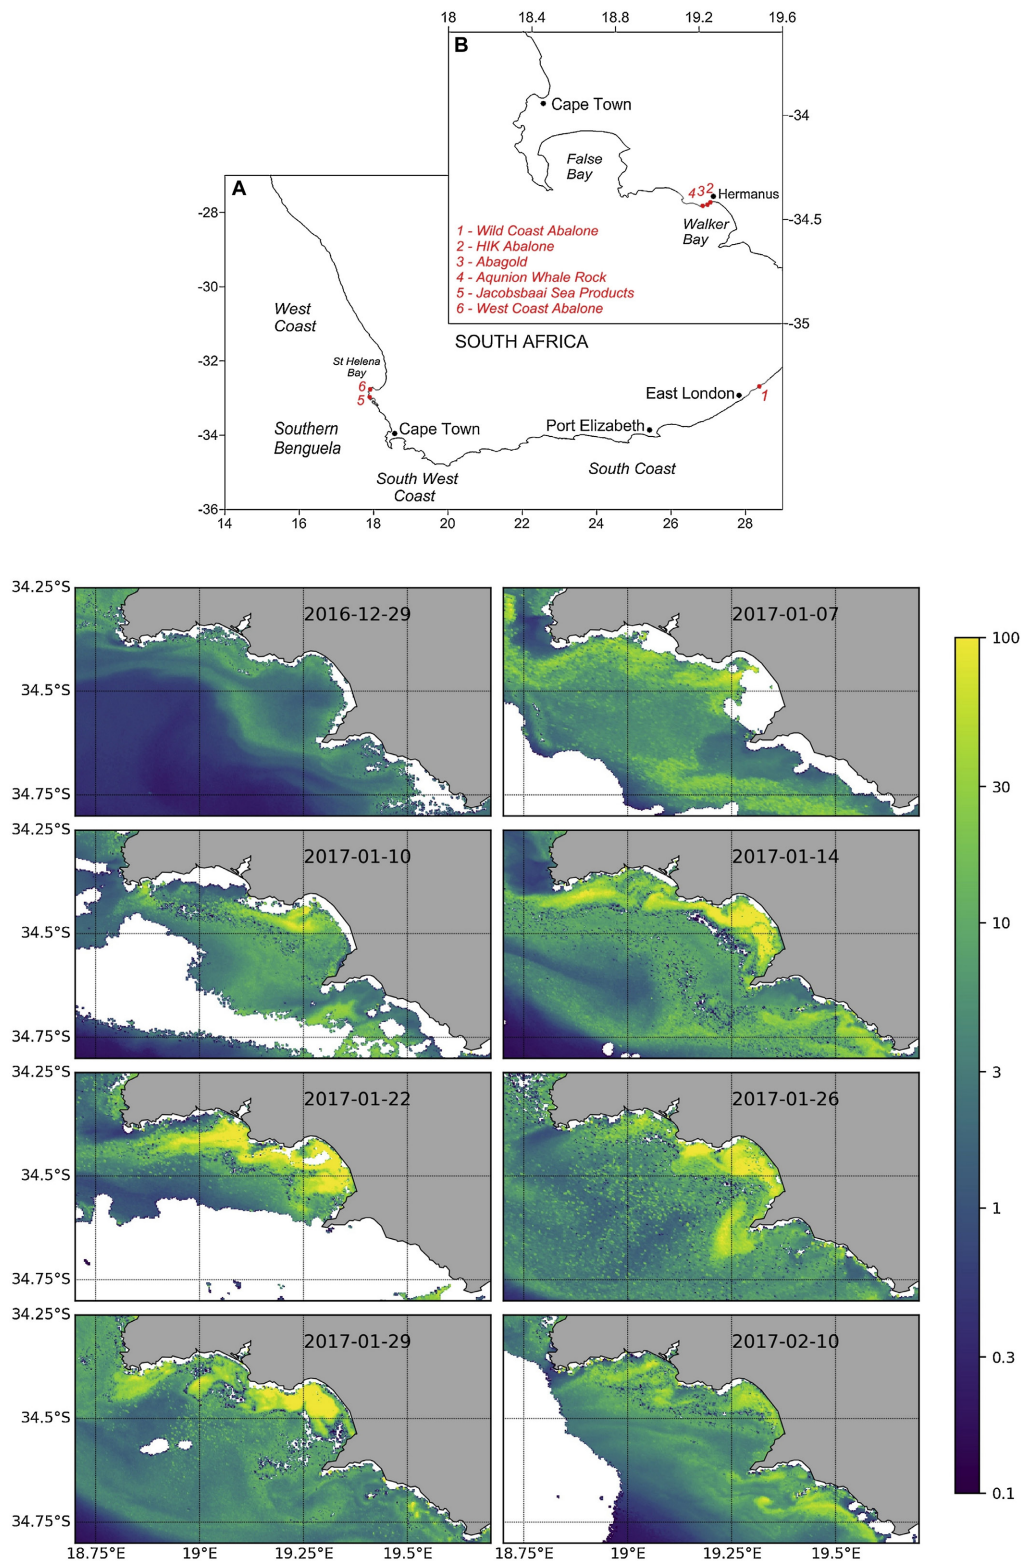 18 18.4 18.8 19.2 19.6
B
Cape Town
-34
False
Bay
4 3 2
Hermanus
Walker
Bay
-34.5
1 - Wild Coast Abalone
2 - HIK Abalone
3 - Abagold
4 - Aqunion Whale Rock
5 - Jacobsbaai Sea Products
6 - West Coast Abalone
-35
A
-28
-30
West
Coast
SOUTH AFRICA
-32
St Helena
Bay
6
5
East London
1
Southern
Benguela
-34
Cape Town
Port Elizabeth
South Coast
South West
Coast
-36
14 16 18 20 22 24 26 28
34.25°S
2016-12-29
2017-01-07
34.5°S
34.75°S
34.25°S
2017-01-10
2017-01-14
34.5°S
34.75°S
34.25°S
2017-01-22
2017-01-26
34.5°S
34.75°S
34.25°S
2017-01-29
2017-02-10
34.5°S
34.75°S
18.75°E 19°E 19.25°E 19.5°E 18.75°E 19°E 19.25°E 19.5°E
100
30
10
3
1
0.3
0.1